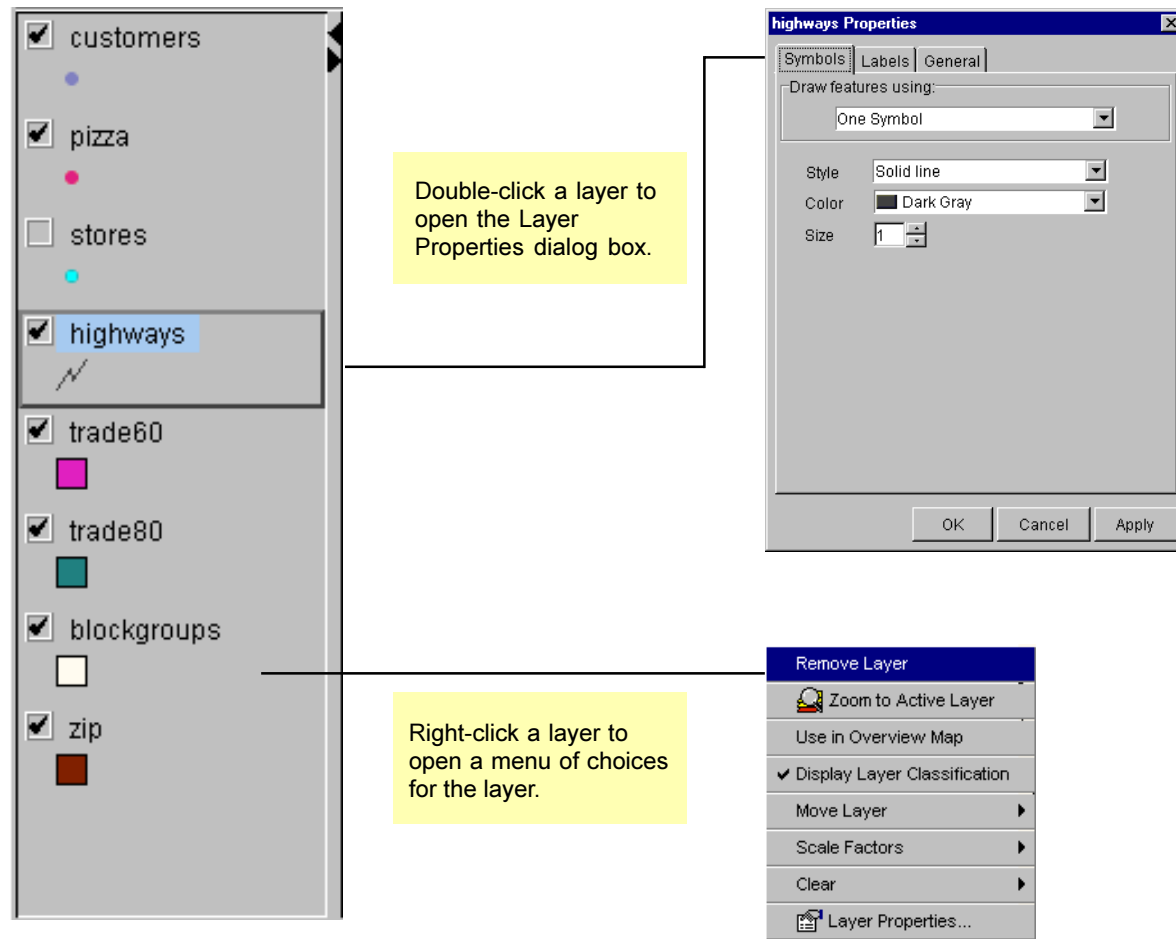 customers
pizza
stores
highways
trade60
trade80
blockgroups
zip
Double-click a layer to
open the Layer
Properties dialog box.
Right-click a layer to
open a menu of choices
for the layer.
highways Properties
Symbols Labels General
Draw features using:
One Symbol
Style Solid line
Color Dark Gray
Size 1
OK Cancel Apply
Remove Layer
Zoom to Active Layer
Use in Overview Map
Display Layer Classification
Move Layer
Scale Factors
Clear
Layer Properties...